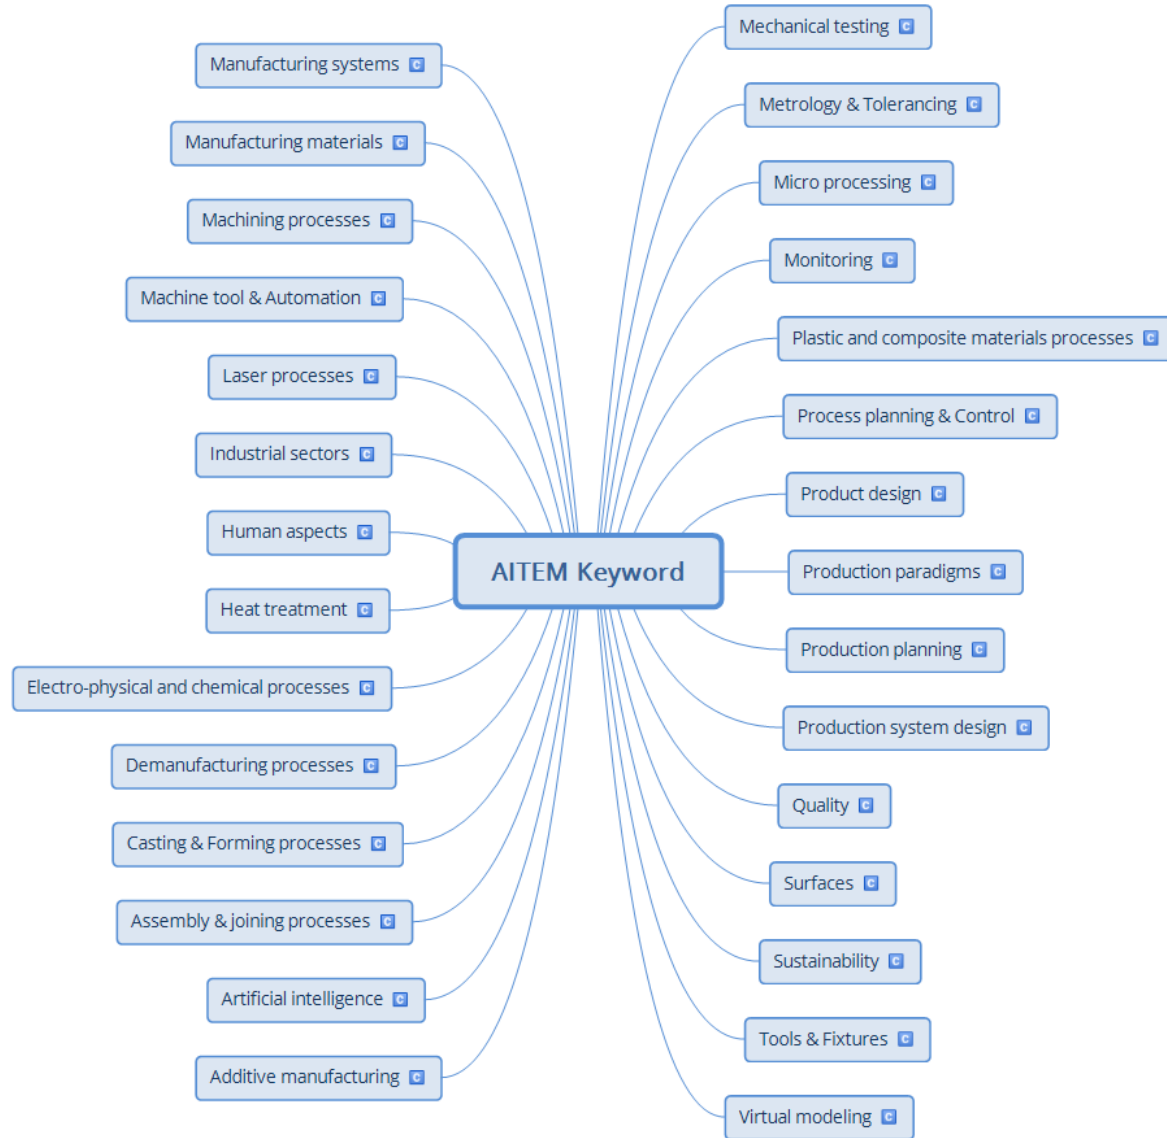 Manufacturing systems
Manufacturing materials
Machining processes
Machine tool & Automation
Laser processes
Industrial sectors
Human aspects
Heat treatment
Electro-physical and chemical processes
Demanufacturing processes
Casting & Forming processes
Assembly & joining processes
Artificial intelligence
Additive manufacturing
AITEM Keyword
Mechanical testing
Metrology & Tolerancing
Micro processing
Monitoring
Plastic and composite materials processes
Process planning & Control
Product design
Production paradigms
Production planning
Production system design
Quality
Surfaces
Sustainability
Tools & Fixtures
Virtual modeling